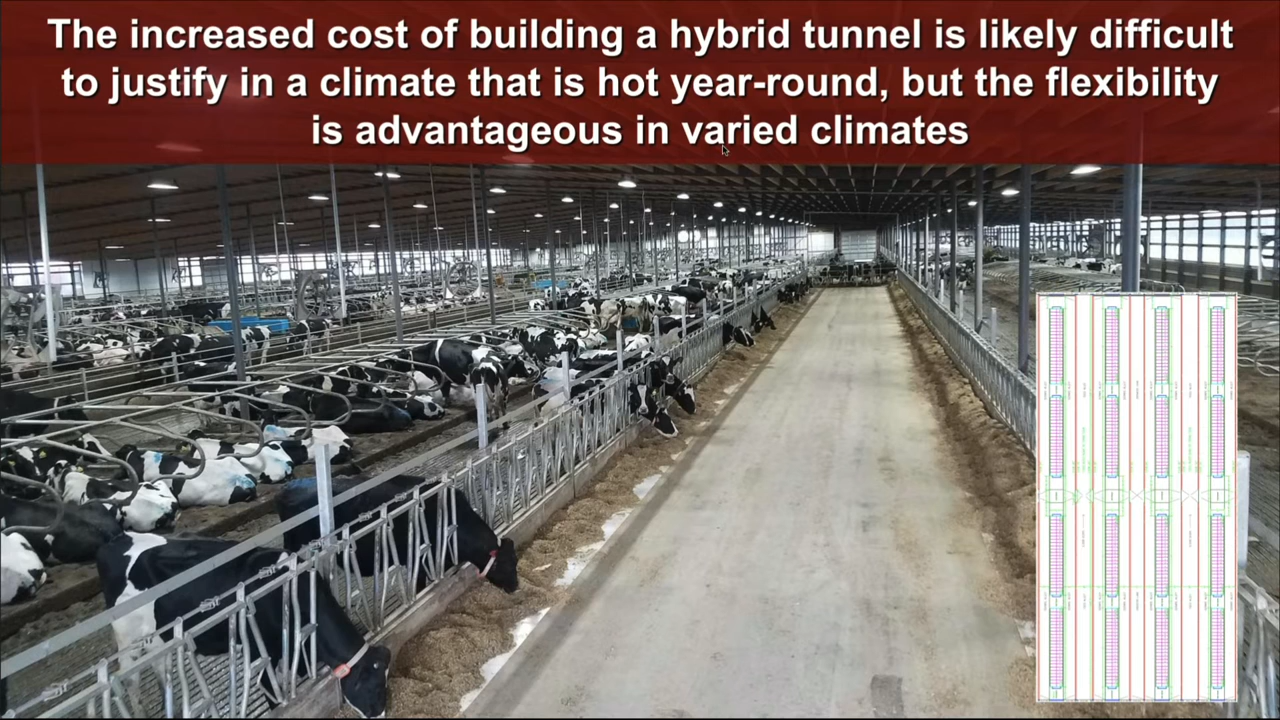 The increased cost of building a hybrid tunnel is likely difficult
to justify in a climate that is hot year-round, but the flexibility
is advantageous in varied climates